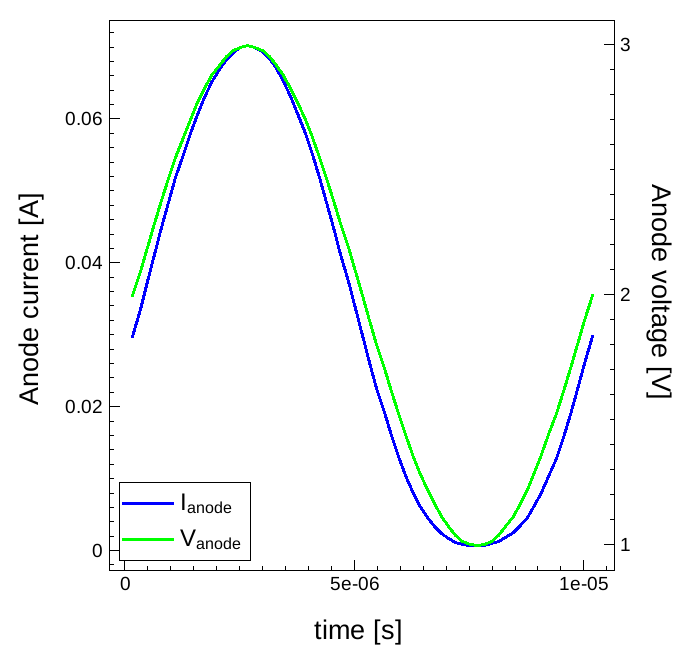 Anode current [A]
0.06
0.04
0.02
0
3
2
1
Anode voltage [V]
Ianode
Vanode
0
5e-06
1e-05
time [s]